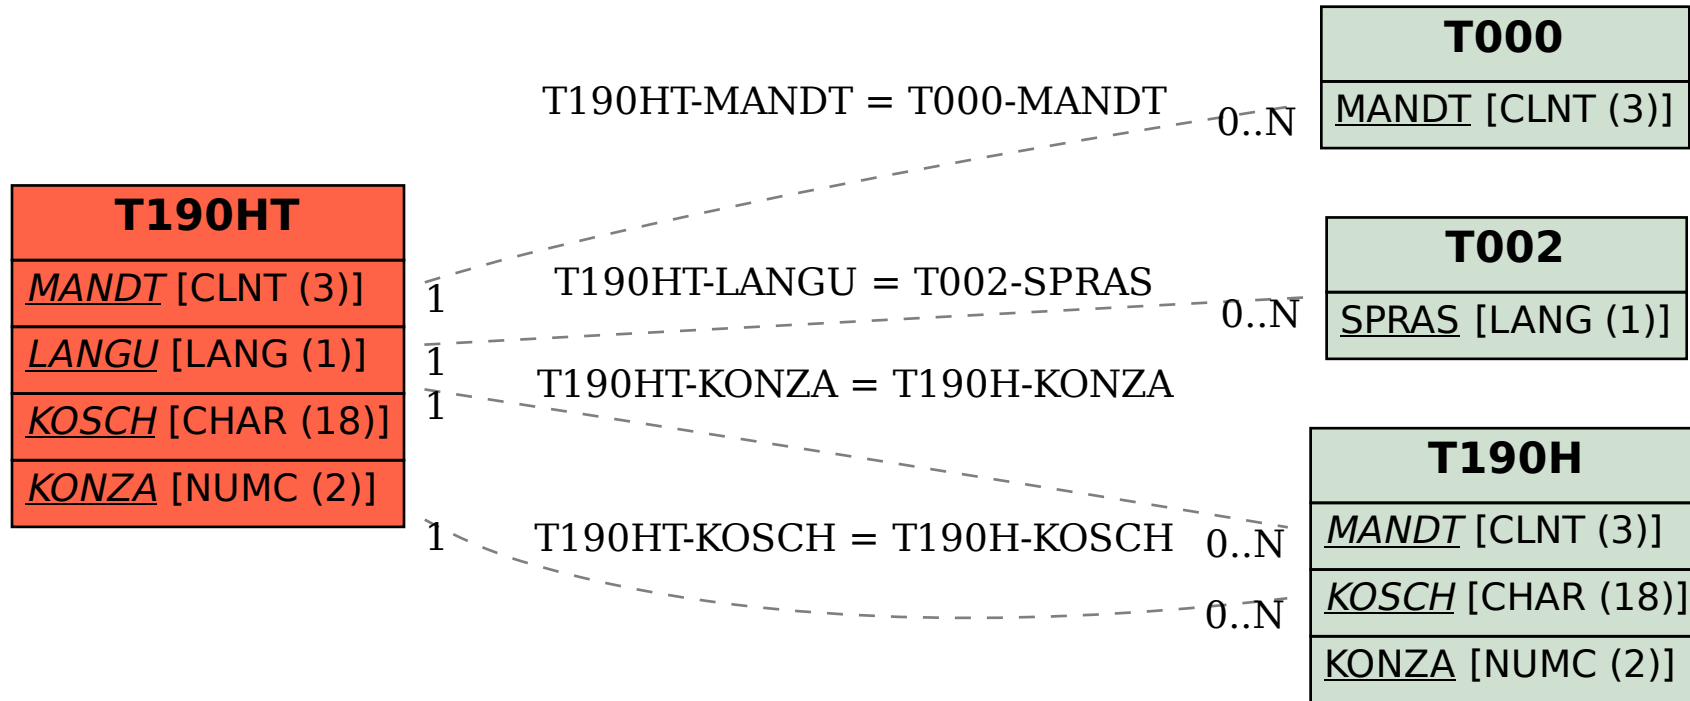 T190HT
MANDT [CLNT (3)]
LANGU [LANG (1)]
KOSCH [CHAR (18)]
KONZA [NUMC (2)]
T190HT-MANDT = T000-MANDT
1
0..N
T190HT-LANGU = T002-SPRAS
1
0..N
T190HT-KONZA = T190H-KONZA
1
0..N
T190HT-KOSCH = T190H-KOSCH
1
0..N
T000
MANDT [CLNT (3)]
T002
SPRAS [LANG (1)]
T190H
MANDT [CLNT (3)]
KOSCH [CHAR (18)]
KONZA [NUMC (2)]